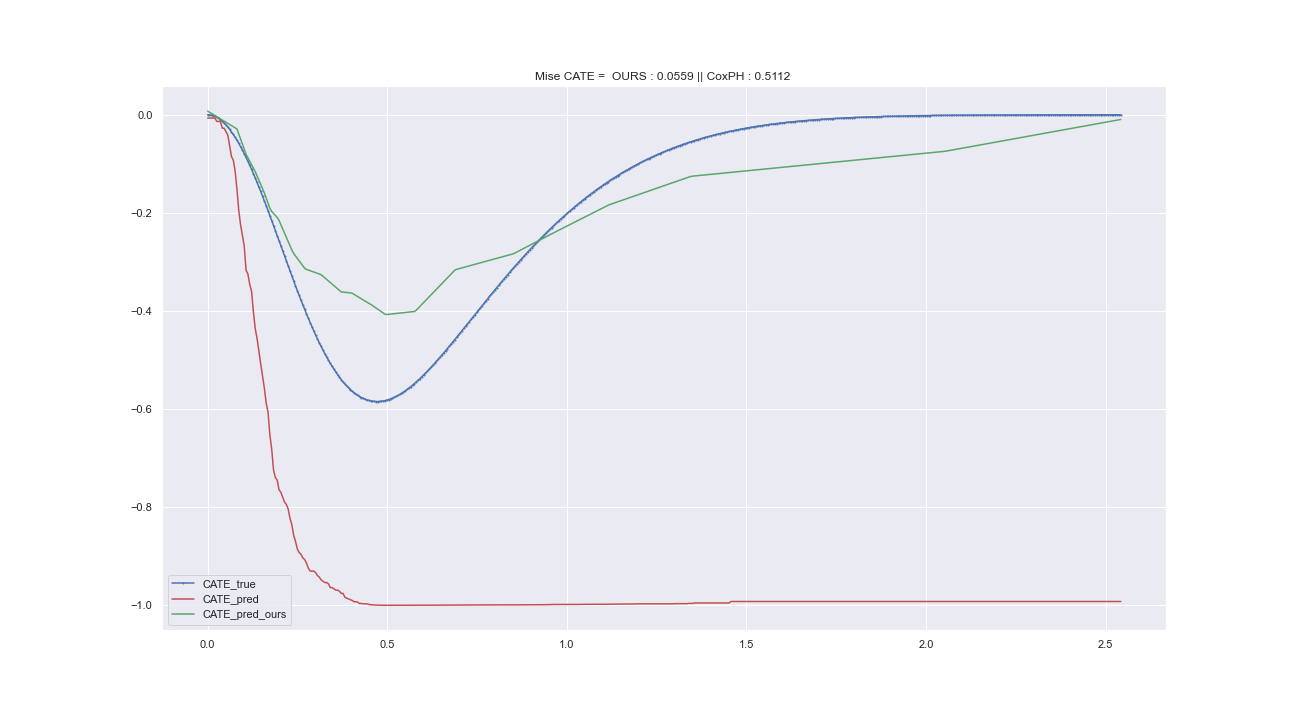 Mise CATE =  OURS : 0.0559 || CoxPH : 0.5112
0.0
−0.2
−0.4
−0.6
−0.8
−1.0
CATE_true
CATE_pred
CATE_pred_ours
0.0 0.5 1.0 1.5 2.0 2.5